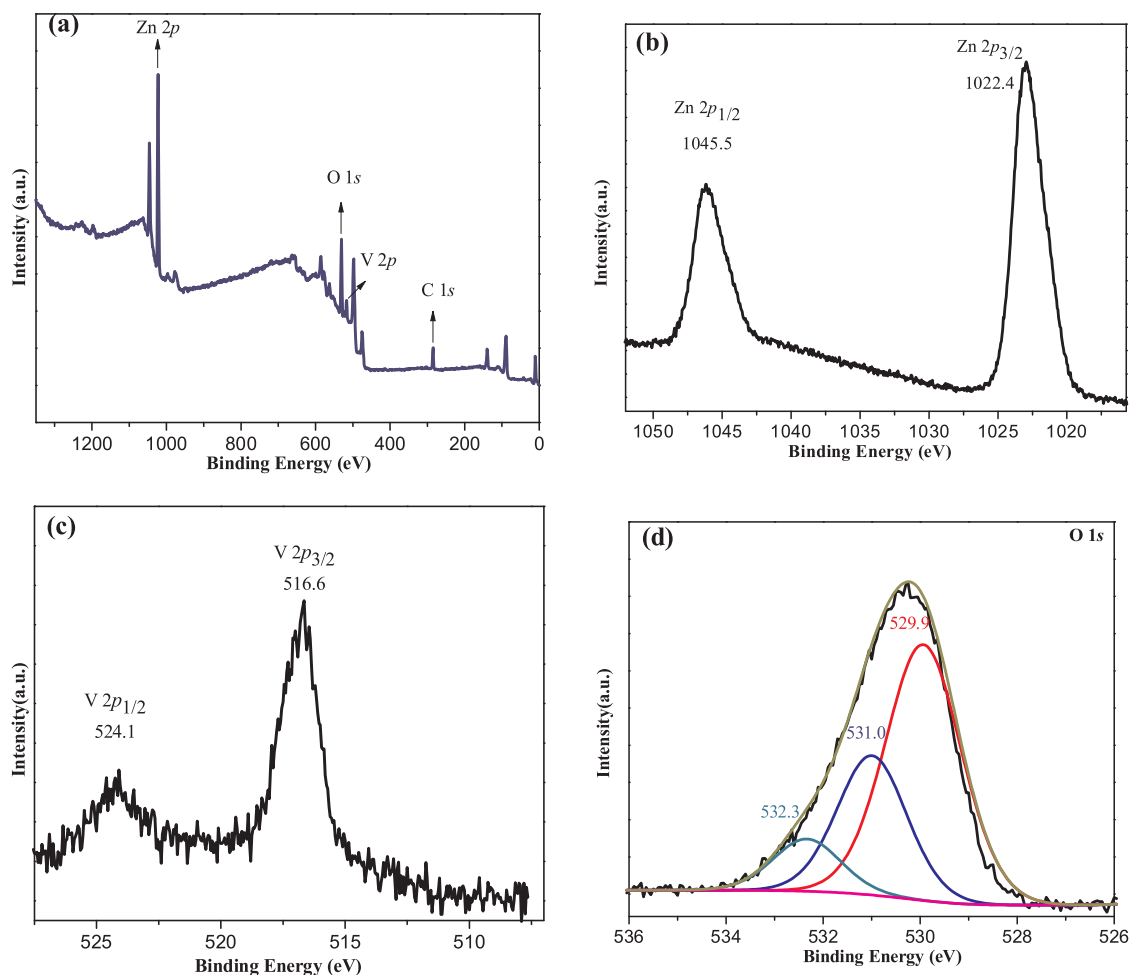 (a)
Zn 2p
O 1s
V 2p
C 1s
Intensity (a.u.)
1200 1000 800 600 400 200 0
Binding Energy (eV)
(b)
Zn 2p3/2
1022.4
Zn 2p1/2
1045.5
Intensity(a.u.)
1050 1045 1040 1035 1030 1025 1020
Binding Energy (eV)
(c)
V 2p3/2
516.6
V 2p1/2
524.1
Intensity(a.u.)
525 520 515 510
Binding Energy (eV)
(d)
O 1s
529.9
531.0
532.3
Intensity(a.u.)
536 534 532 530 528 526
Binding Energy (eV)